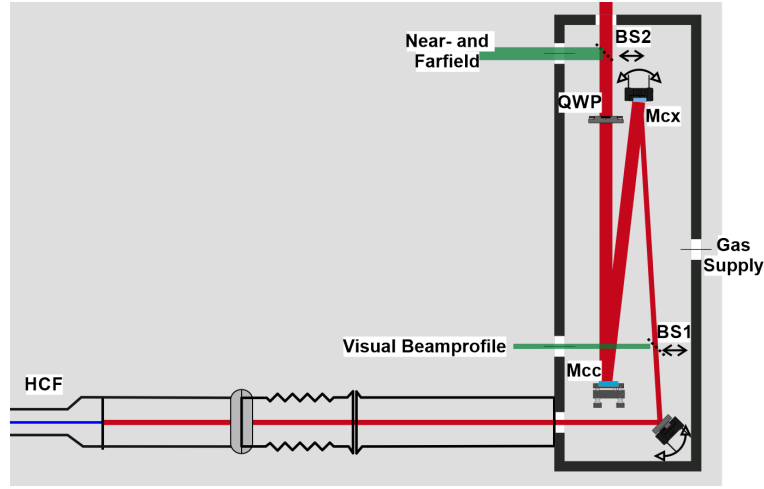 BS2
Near- and
Farfield
QWP
Mcx
Gas
Supply
BS1
Visual Beamprofile
Mcc
HCF